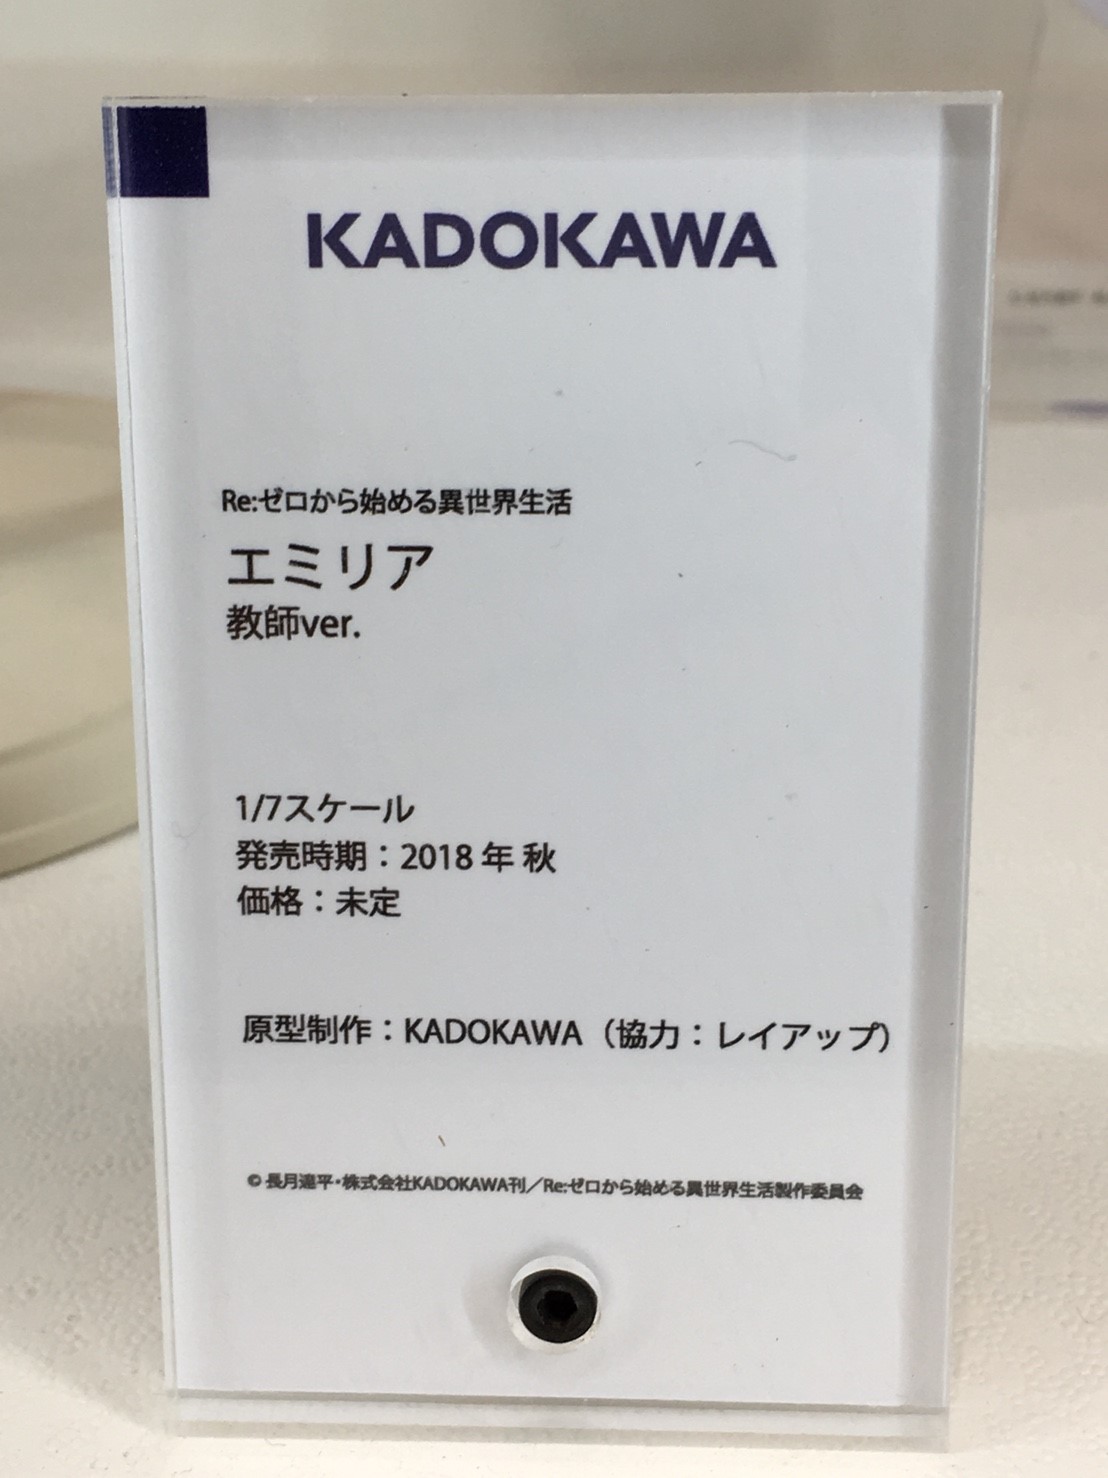 KADOKAWA
Re:ゼロから始める異世界生活
エミリア
教師ver.
1/7スケール
発売時期：2018 年 秋
価格：未定
原型制作：KADOKAWA（協力：レイアップ）
© 長月達平・株式会社KADOKAWA刊／Re:ゼロから始める異世界生活製作委員会